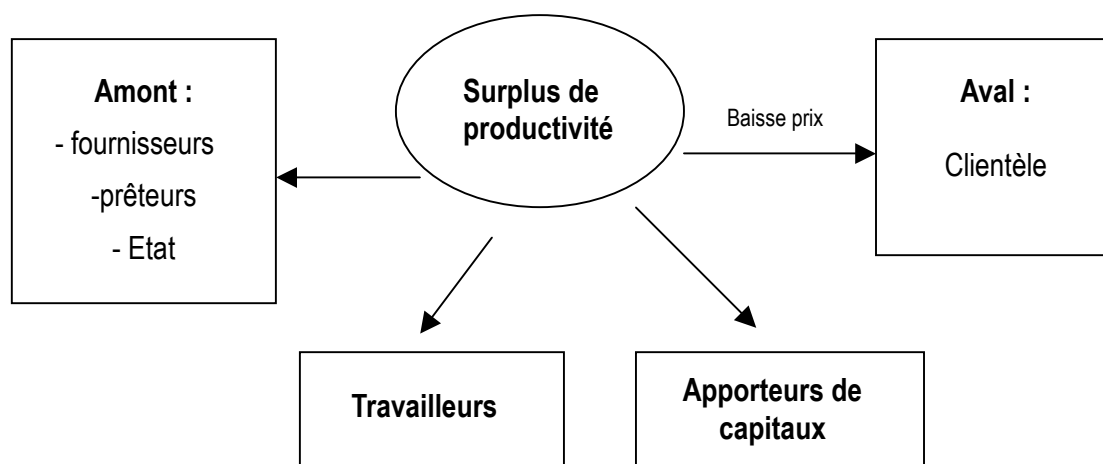 Amont :
- fournisseurs
-prêteurs
- Etat
Surplus de
productivité
Baisse prix
Aval :
Clientèle
Travailleurs
Apporteurs de
capitaux